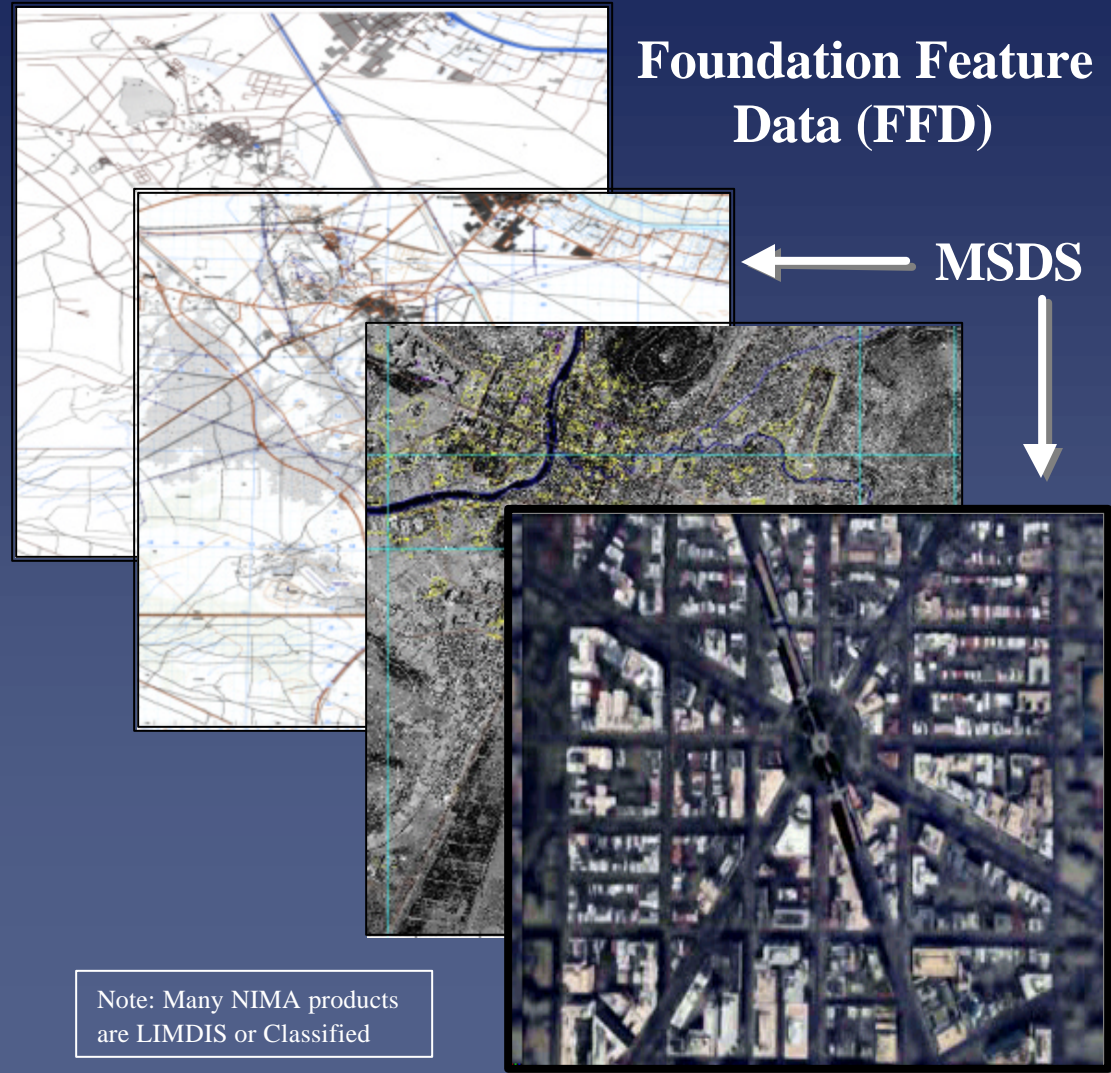 Foundation Feature
Data (FFD)
MSDS
Note: Many NIMA products
are LIMDIS or Classified